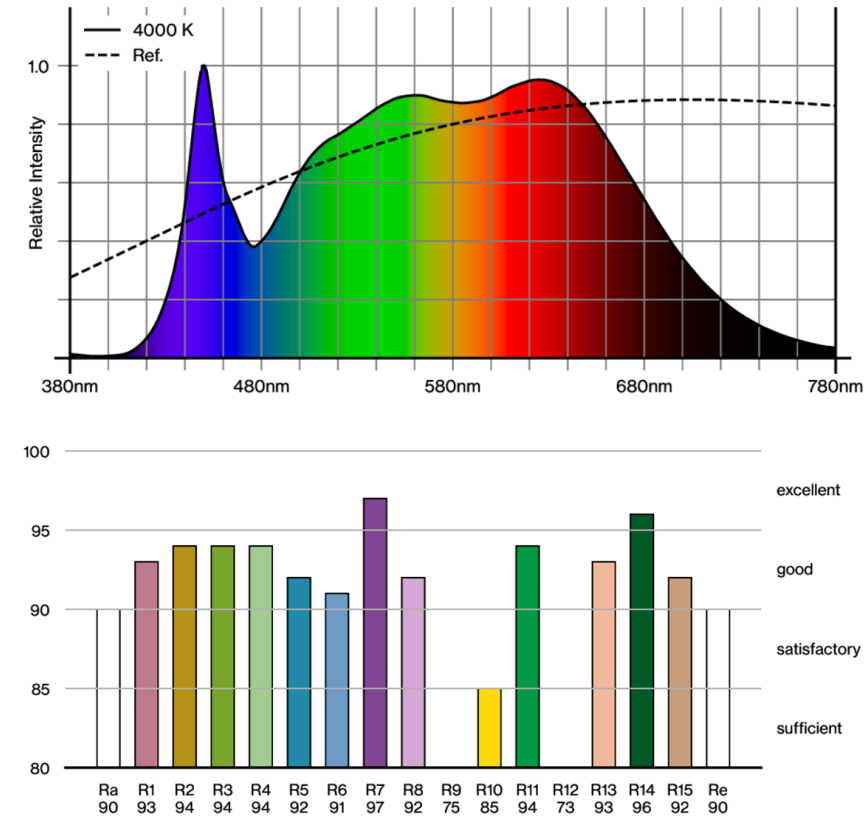 4000 K
Ref.
1.0
Relative Intensity
380nm 480nm 580nm 680nm 780nm
100
excellent
95
good
90
satisfactory
85
sufficient
80
Ra R1 R2 R3 R4 R5 R6 R7 R8 R9 R10 R11 R12 R13 R14 R15 Re
90 93 94 94 94 92 91 97 92 75 85 94 73 93 96 92 90